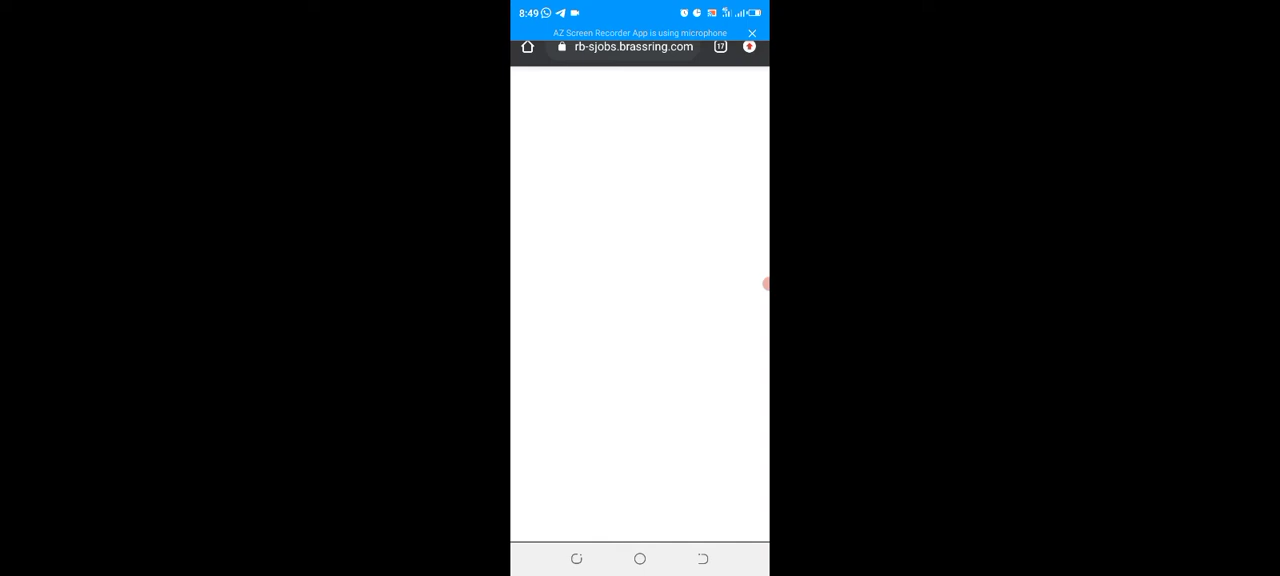 8:49
AZ Screen Recorder App is using microphone
rb-sjobs.brassring.com
17